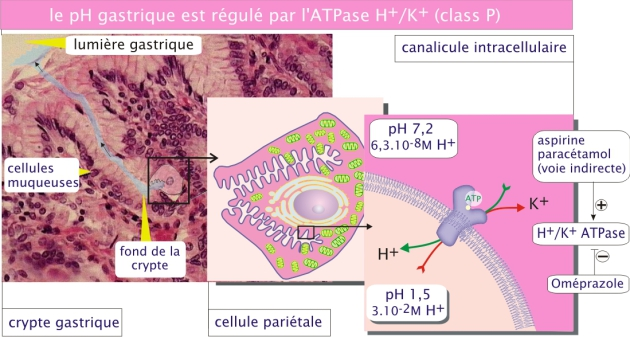 le pH gastrique est régulé par l'ATPase H+/K+ (class P)
lumière gastrique
canalicule intracellulaire
pH 7,2
6,3.10-8M H+
aspirine
paracétamol
(voie indirecte)
cellules
muqueuses
ATP
K+
+
H+/K+ ATPase
H+
fond de la
crypte
−
pH 1,5
3.10-2M H+
Oméprazole
crypte gastrique
cellule pariétale